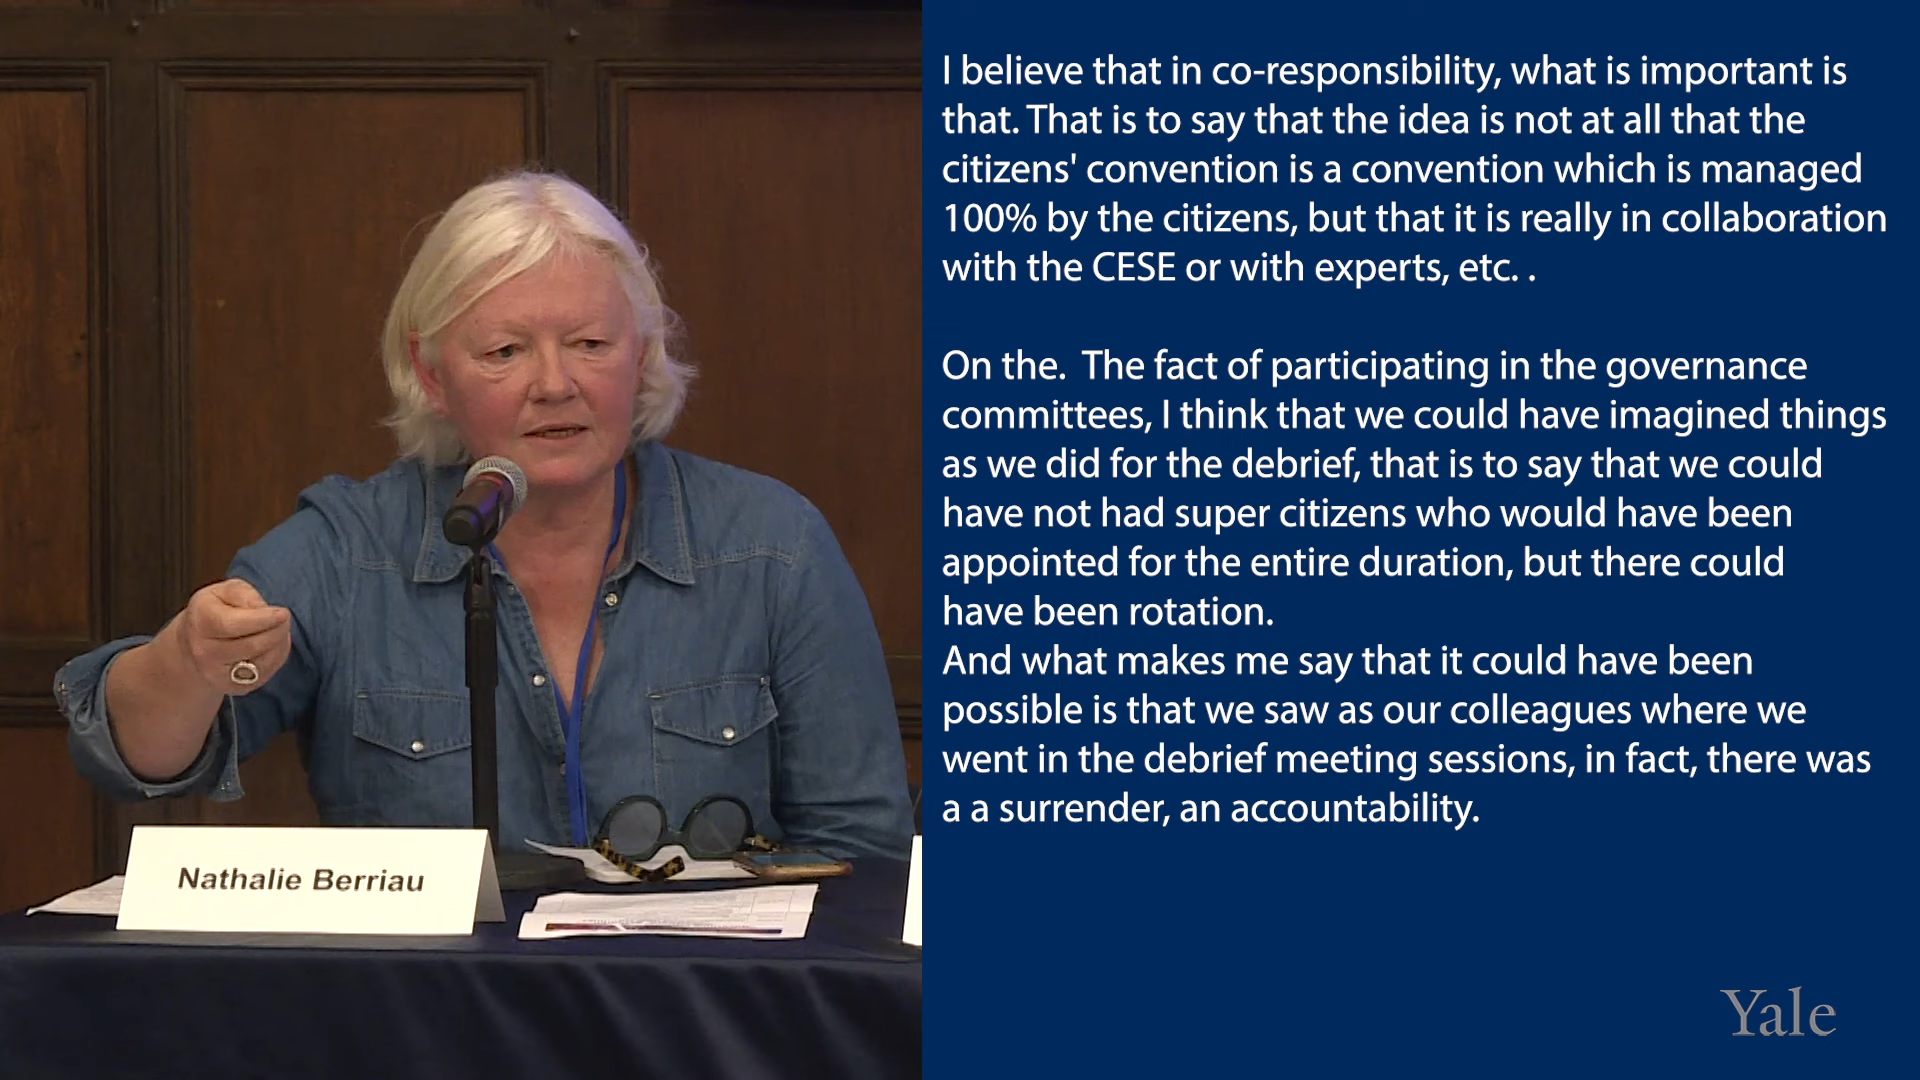 I believe that in co-responsibility, what is important is
that. That is to say that the idea is not at all that the
citizens' convention is a convention which is managed
100% by the citizens, but that it is really in collaboration
with the CESE or with experts, etc. .
On the.  The fact of participating in the governance
committees, I think that we could have imagined things
as we did for the debrief, that is to say that we could
have not had super citizens who would have been
appointed for the entire duration, but there could
have been rotation.
And what makes me say that it could have been
possible is that we saw as our colleagues where we
went in the debrief meeting sessions, in fact, there was
a a surrender, an accountability.
Nathalie Berriau
Yale